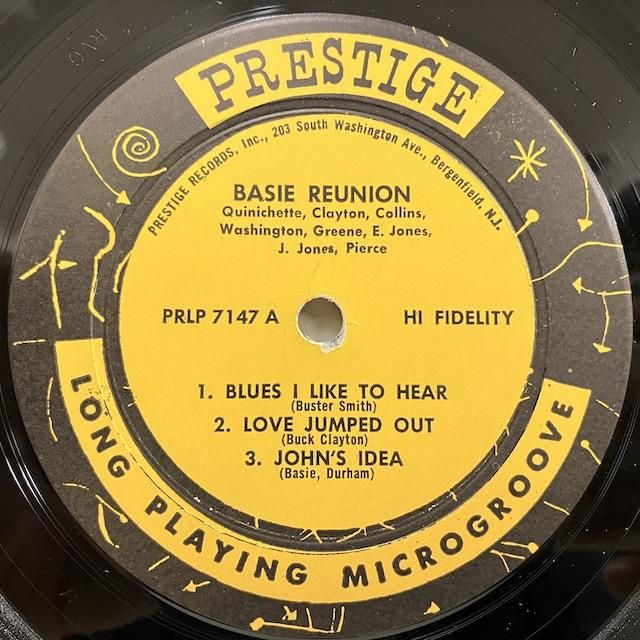 PRESTIGE
PRESTIGE RECORDS, Inc., 203 South Washington Ave., Bergenfield, N.J.
BASIE REUNION
Quinichette, Clayton, Collins,
Washington, Greene, E. Jones,
J. Jones, Pierce
PRLP 7147 A HI FIDELITY
1. BLUES I LIKE TO HEAR
(Buster Smith)
2. LOVE JUMPED OUT
(Buck Clayton)
3. JOHN'S IDEA
(Basie, Durham)
LONG PLAYING MICROGROOVE
RVG